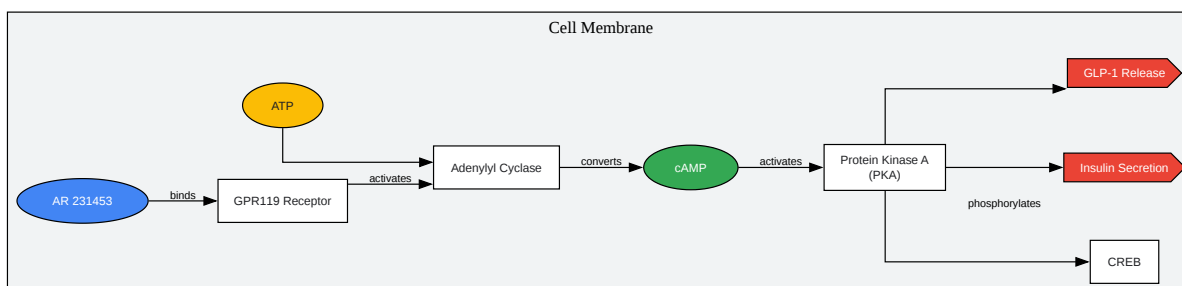 Cell Membrane
GLP-1 Release
ATP
Adenylyl Cyclase
converts
cAMP
activates
Protein Kinase A
(PKA)
Insulin Secretion
activates
AR 231453
binds
GPR119 Receptor
phosphorylates
CREB